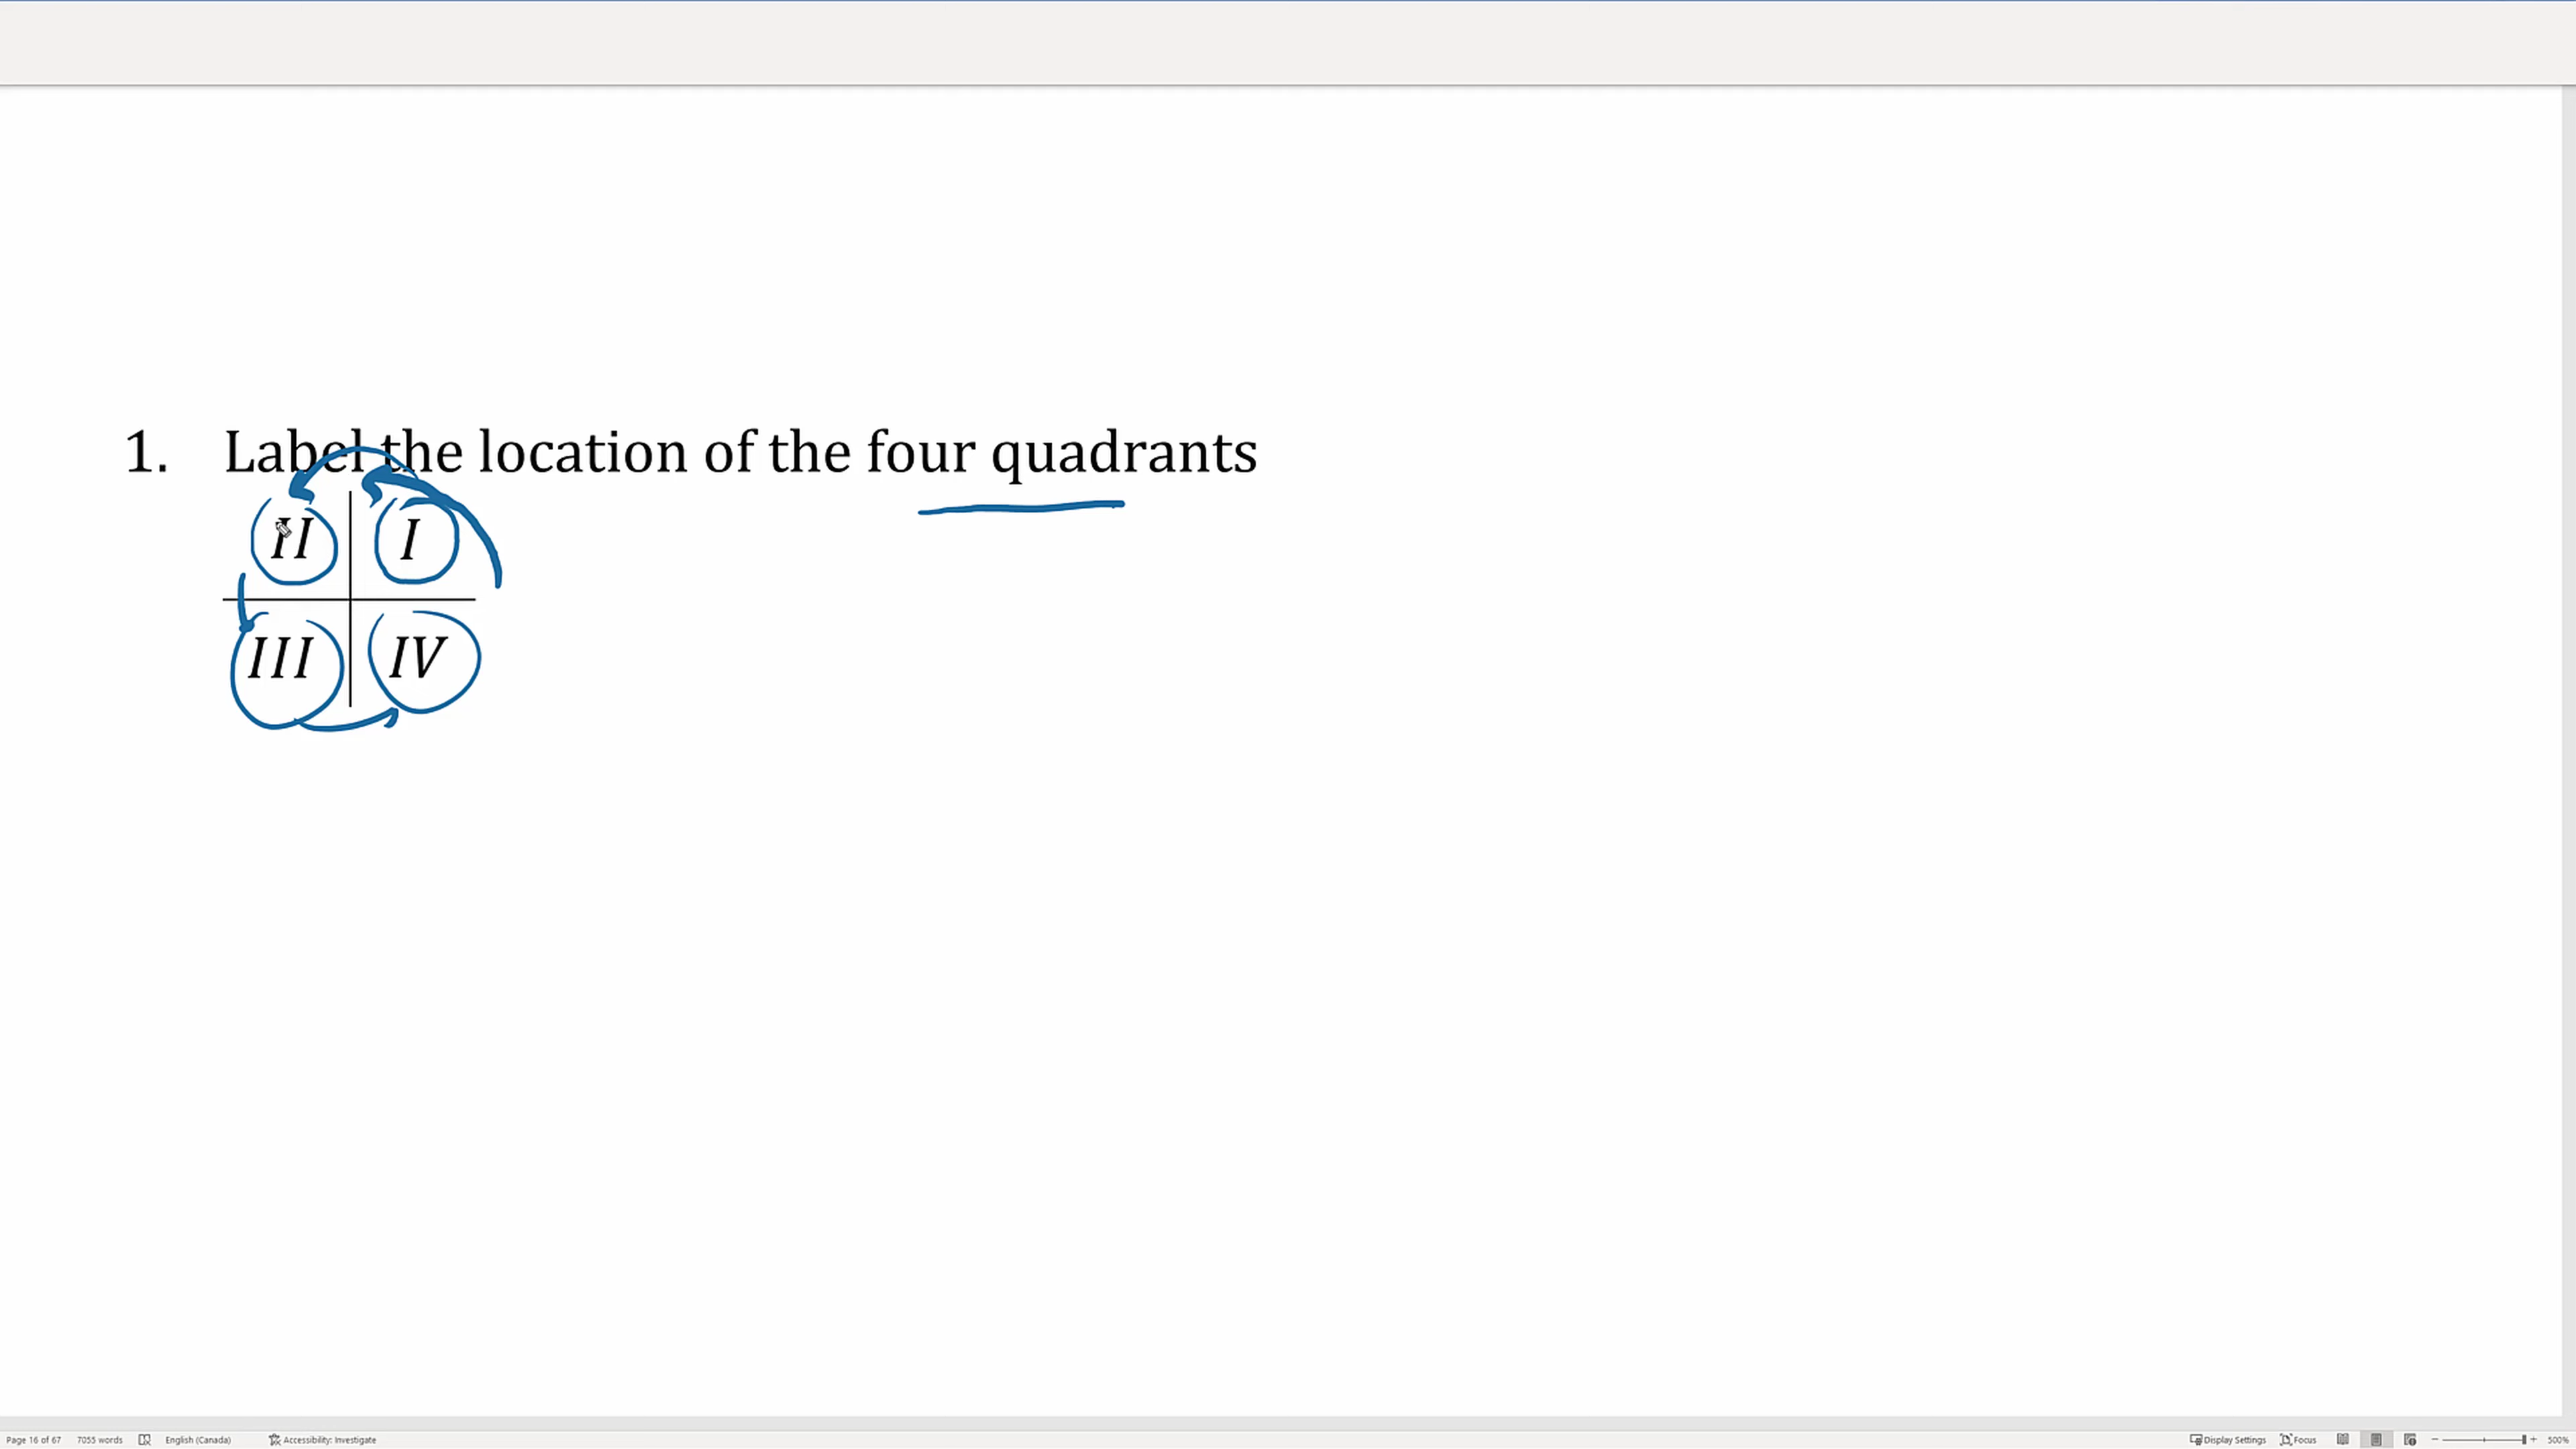 1. Label the location of the four quadrants
II I
III IV
Page 16 of 67 7055 words English (Canada) Accessibility: Investigate Display Settings Focus 500%